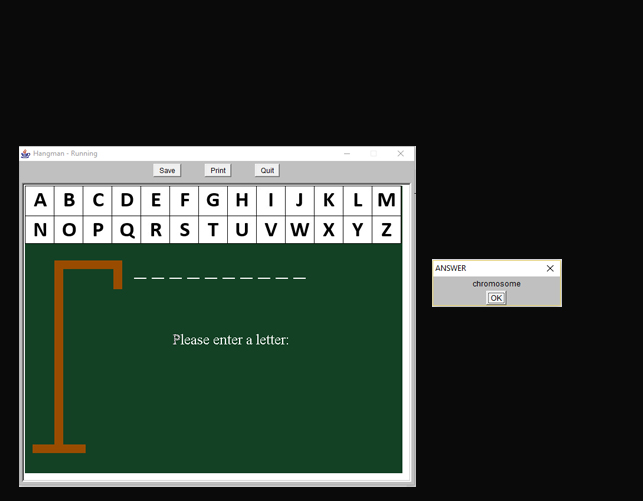 Hangman - Running
Save Print Quit
A B C D E F G H I J K L M
N O P Q R S T U V W X Y Z
_ _ _ _ _ _ _ _ _ _
Please enter a letter:
ANSWER
chromosome
OK